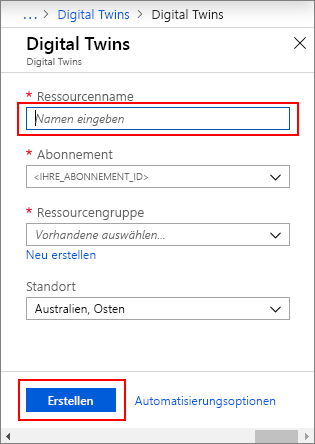 ... > Digital Twins > Digital Twins
Digital Twins
Digital Twins
* Ressourcenname
Namen eingeben
* Abonnement
<IHRE_ABONNEMENT_ID>
* Ressourcengruppe
Vorhandene auswählen...
Neu erstellen
Standort
Australien, Osten
Erstellen Automatisierungsoptionen